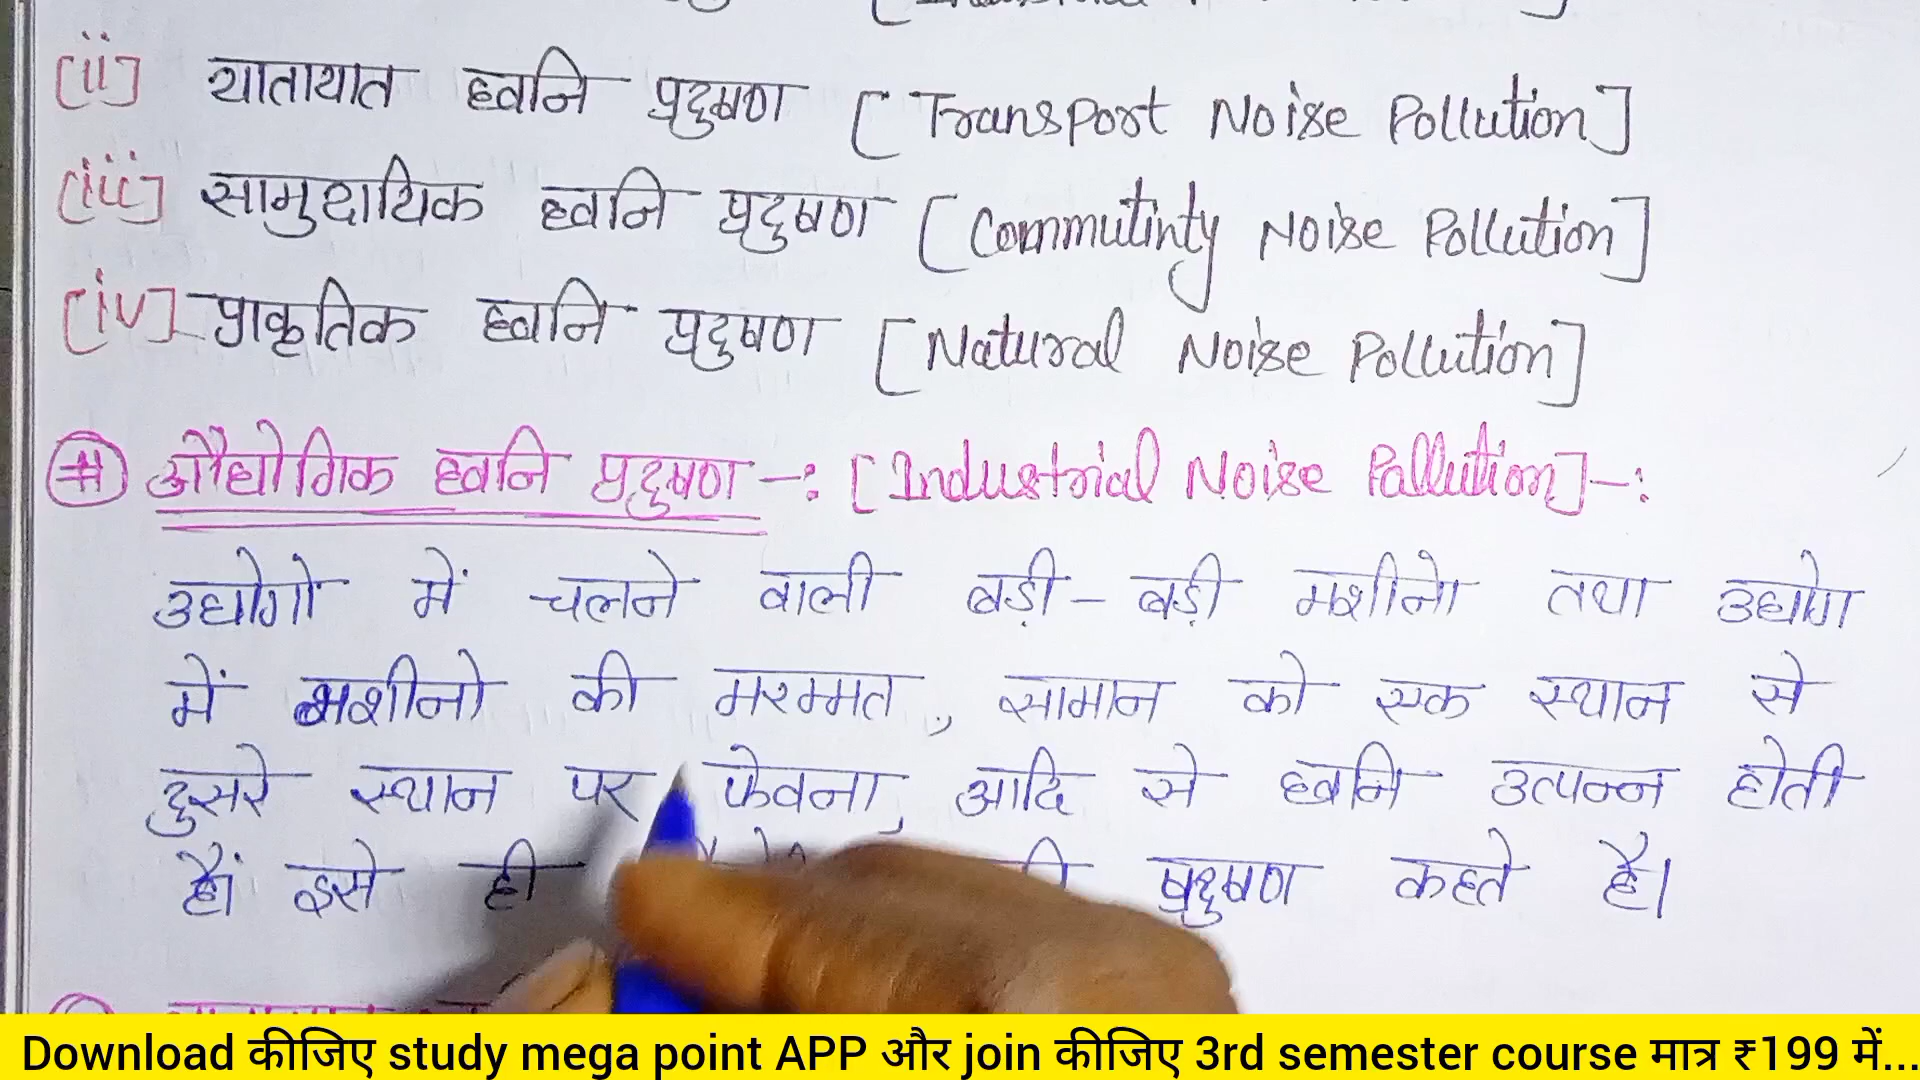 [ii] यातायात ध्वनि प्रदुषण [Transport Noise Pollution]
[iii] सामुदायिक ध्वनि प्रदुषण [Commutinty Noise Pollution]
[iv] प्राकृतिक ध्वनि प्रदुषण [Natural Noise Pollution]
# औद्योगिक ध्वनि प्रदुषण -: [Industrial Noise Pallution] -:
उद्योगो में चलने वाली बड़ी - बड़ी मशीनो तथा उद्योग
में मशीनो की मरम्मत, सामान को एक स्थान से
दुसरे स्थान पर फेकना, आदि से ध्वनि उत्पन्न होती
हैं। इसे ही प्रदुषण कहते है।
Download कीजिए study mega point APP और join कीजिए 3rd semester course मात्र ₹199 में...